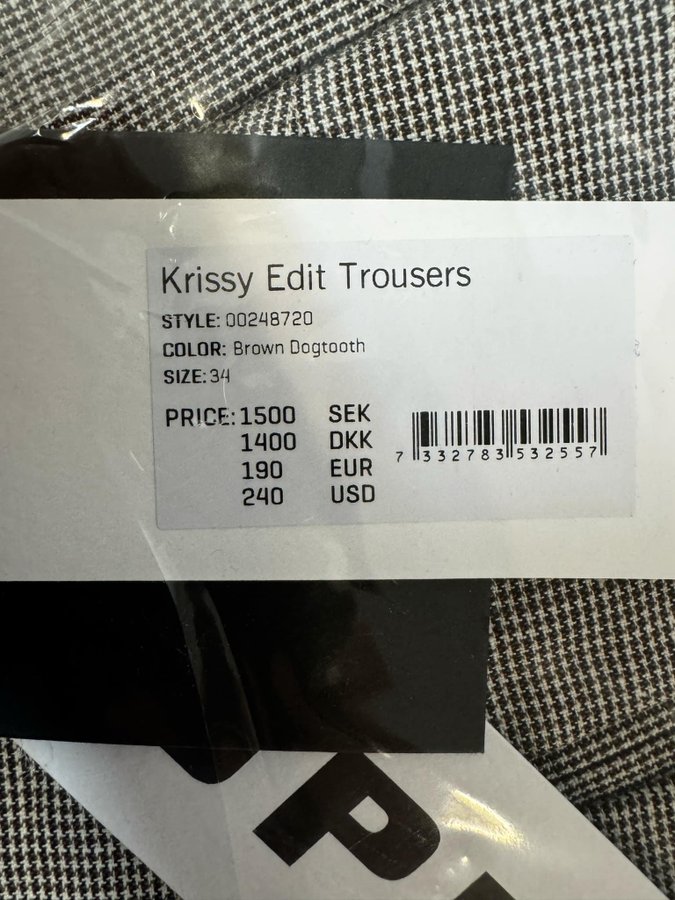 Krissy Edit Trousers
STYLE: 00248720
COLOR: Brown Dogtooth
SIZE: 34
PRICE: 1500 SEK
1400 DKK
190 EUR
240 USD
7 332783 532557